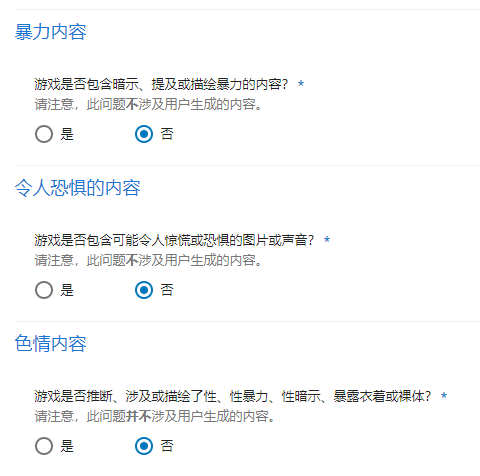 暴力内容
游戏是否包含暗示、提及或描绘暴力的内容? *
请注意，此问题不涉及用户生成的内容。
是 否
令人恐惧的内容
游戏是否包含可能令人惊慌或恐惧的图片或声音? *
请注意，此问题不涉及用户生成的内容。
是 否
色情内容
游戏是否推断、涉及或描绘了性、性暴力、性暗示、暴露衣着或裸体? *
请注意，此问题并不涉及用户生成的内容。
是 否